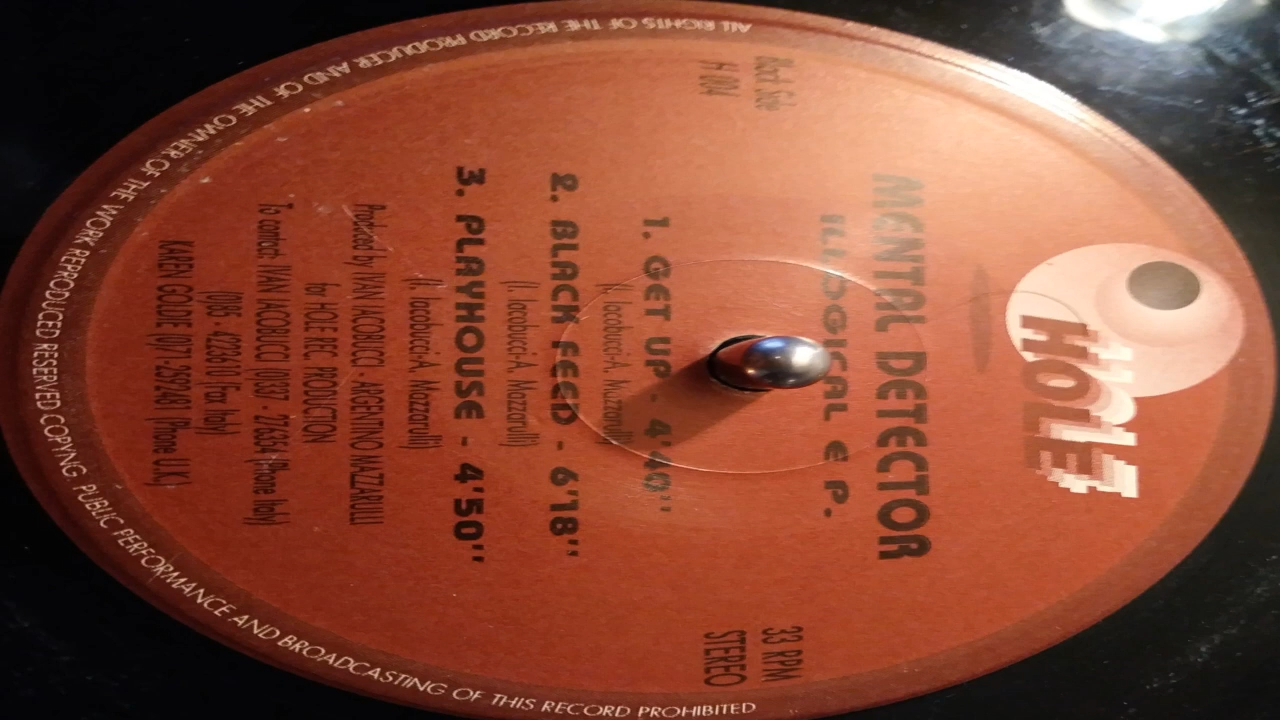 HOLE
MENTAL DETECTOR
ILLOGICAL E P.
Back Side
H 004
33 RPM
STEREO
1. GET UP - 4'40''
(I. Iacobucci-A. Mazzarulli)
2. BLACK FEED - 6'18''
(I. Iacobucci-A. Mazzarulli)
3. PLAYHOUSE - 4'50''
(I. Iacobucci-A. Mazzarulli)
Produced by IVAN IACOBUCCI - ARGENTINO MAZZARULLI
for HOLE REC. PRODUCTION
To contact: IVAN IACOBUCCI (0337 - 776364 (Phone Italy)
(085 - 4223610 (Fax Italy)
KAREN GOLDIE (071-259248) (Phone U.K.)
ALL RIGHTS OF THE RECORD PRODUCER AND OF THE OWNER OF THE WORK REPRODUCED RESERVED COPYNG PUBLIC PERFORMANCE AND BROADCASTING OF THIS RECORD PROHIBITED